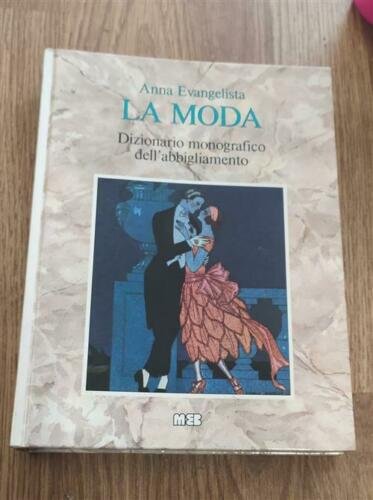 Anna Evangelista
LA MODA
Dizionario monografico
dell'abbigliamento
MEB